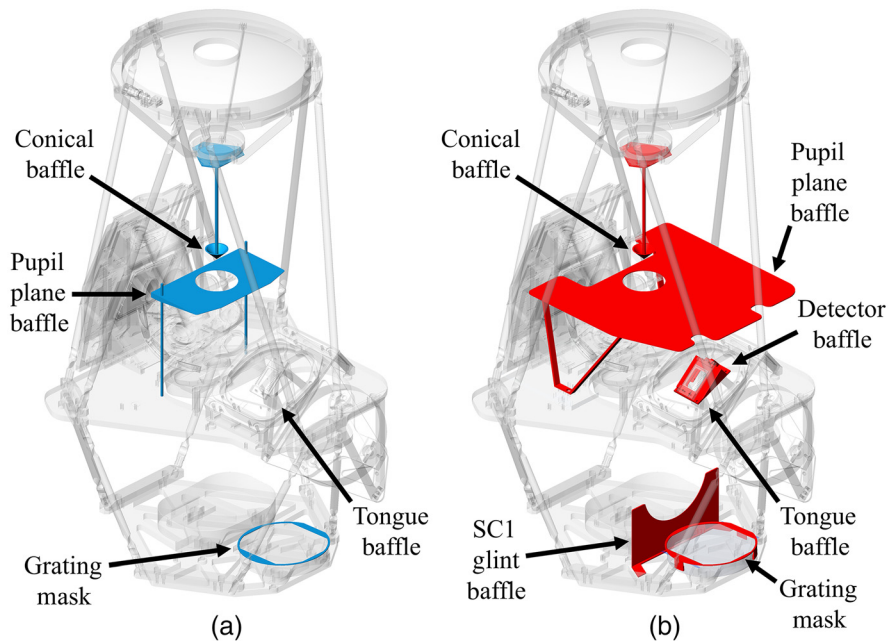 Conical
baffle
Pupil
plane
baffle
Grating
mask
Tongue
baffle
(a)
Conical
baffle
Pupil
plane
baffle
Detector
baffle
SC1
glint
baffle
Tongue
baffle
Grating
mask
(b)